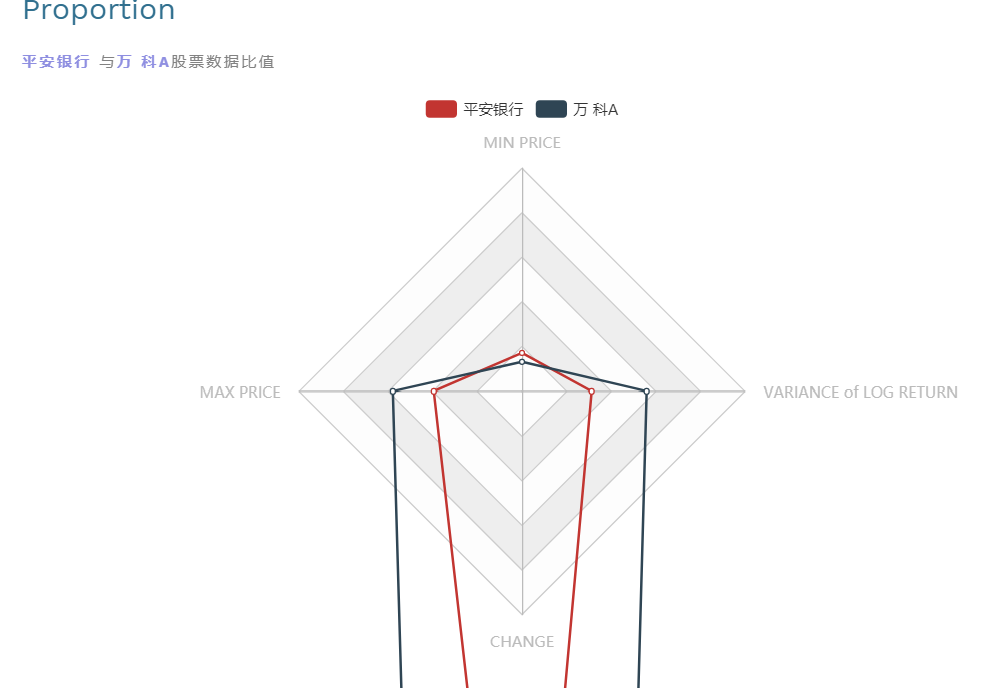 Proportion
平安银行 与万 科A股票数据比值
平安银行 万 科A
MIN PRICE
MAX PRICE
VARIANCE of LOG RETURN
CHANGE